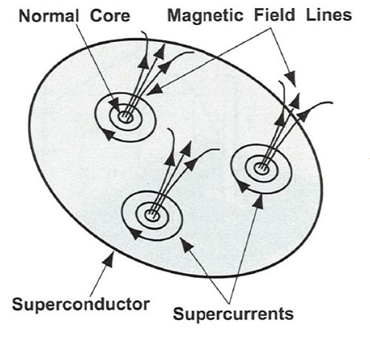 Normal Core
Magnetic Field Lines
Superconductor
Supercurrents